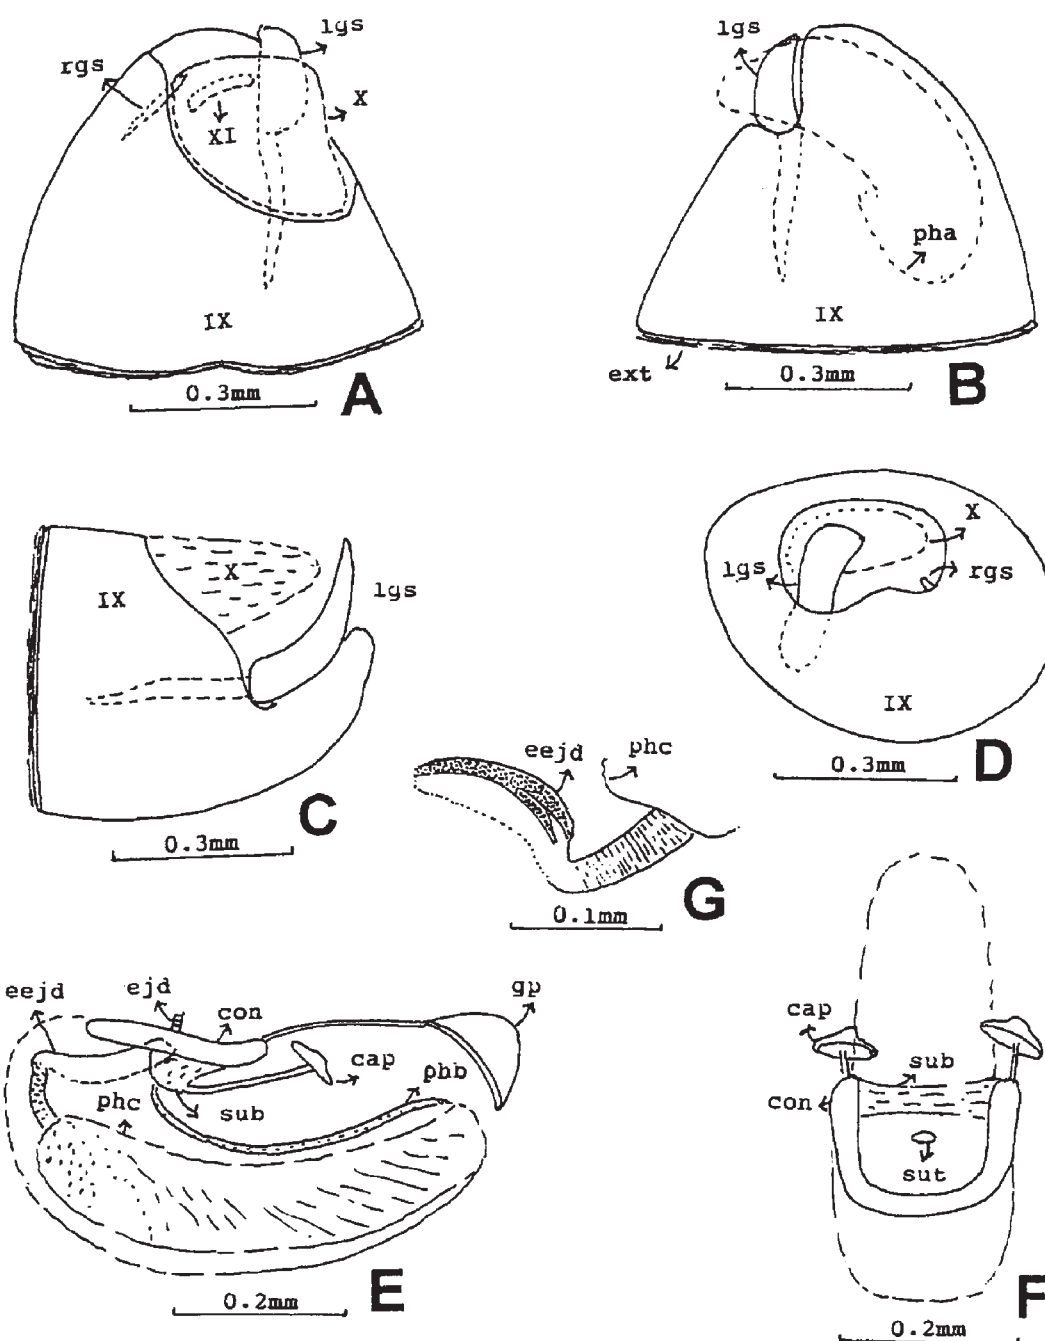 lgs
rgs
X
XI
IX
0.3mm
A
lgs
pha
IX
ext
0.3mm
B
X
IX
lgs
0.3mm
C
X
lgs
rgs
IX
0.3mm
D
eejd
phc
0.1mm
G
eejd
ejd
con
gp
cap
phb
phc
sub
0.2mm
E
cap
sub
con
sut
0.2mm
F